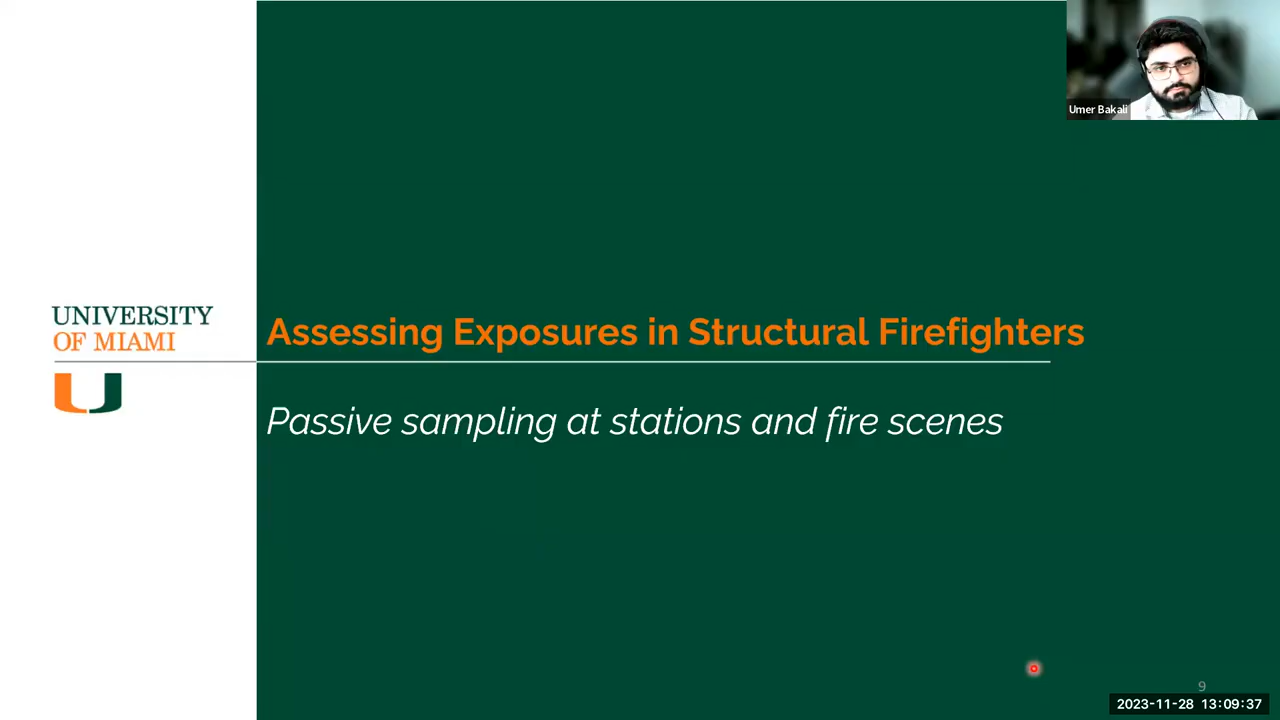 Umer Bakali
UNIVERSITY
OF MIAMI
Assessing Exposures in Structural Firefighters
Passive sampling at stations and fire scenes
9
2023-11-28 13:09:37